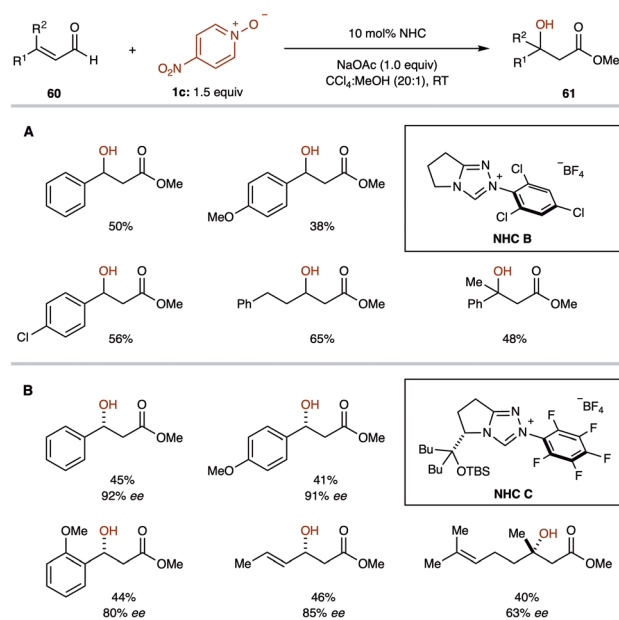 R2 O R1 H 60
+
O − N + O2N 1c: 1.5 equiv
10 mol% NHC
NaOAc (1.0 equiv)
CCl4:MeOH (20:1), RT
OH O R2 R1 OMe 61
A
OH O OMe 50%
OH O MeO OMe 38%
N N N + Cl Cl Cl −BF4
NHC B
OH O Cl OMe 56%
OH O Ph OMe 65%
OH O Me Ph OMe 48%
B
OH O OMe
45%
92% ee
OH O MeO OMe
41%
91% ee
N N N + F F F F F Bu Bu OTBS −BF4
NHC C
OMe OH O OMe
44%
80% ee
OH O Me OMe
46%
85% ee
Me Me Me OH O OMe
40%
63% ee